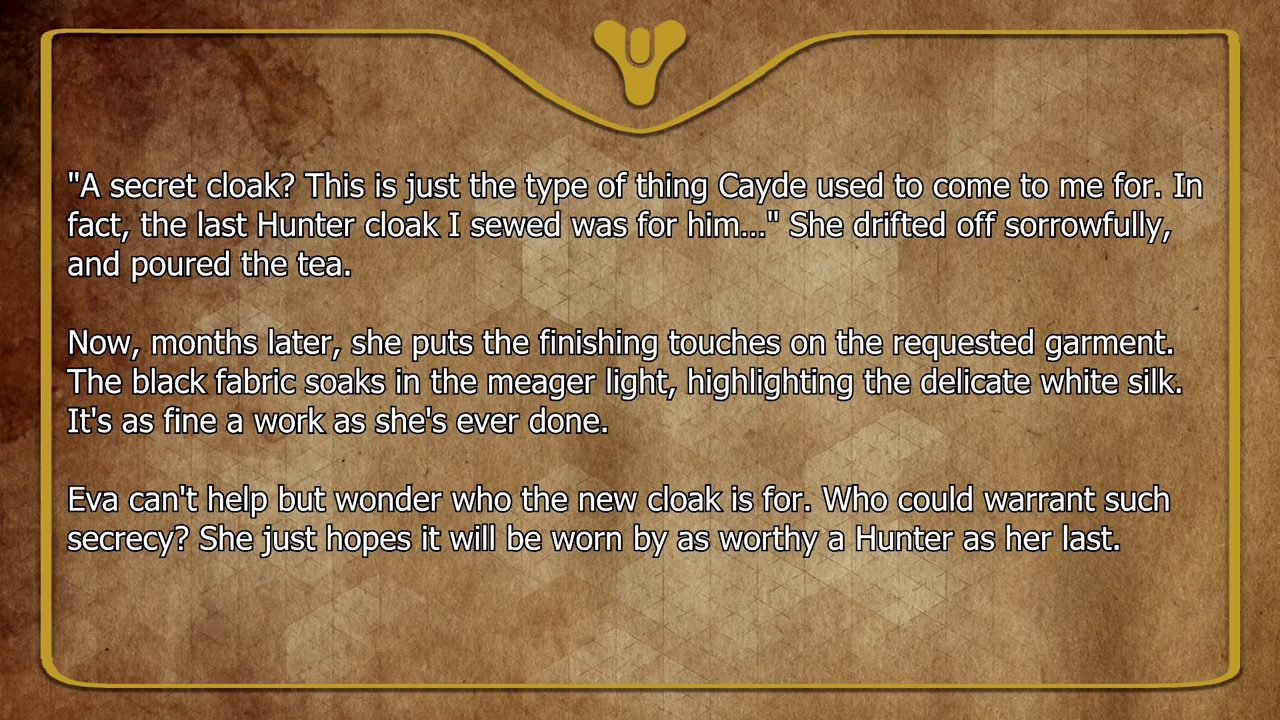 "A secret cloak? This is just the type of thing Cayde used to come to me for. In
fact, the last Hunter cloak I sewed was for him..." She drifted off sorrowfully,
and poured the tea.
Now, months later, she puts the finishing touches on the requested garment.
The black fabric soaks in the meager light, highlighting the delicate white silk.
It's as fine a work as she's ever done.
Eva can't help but wonder who the new cloak is for. Who could warrant such
secrecy? She just hopes it will be worn by as worthy a Hunter as her last.